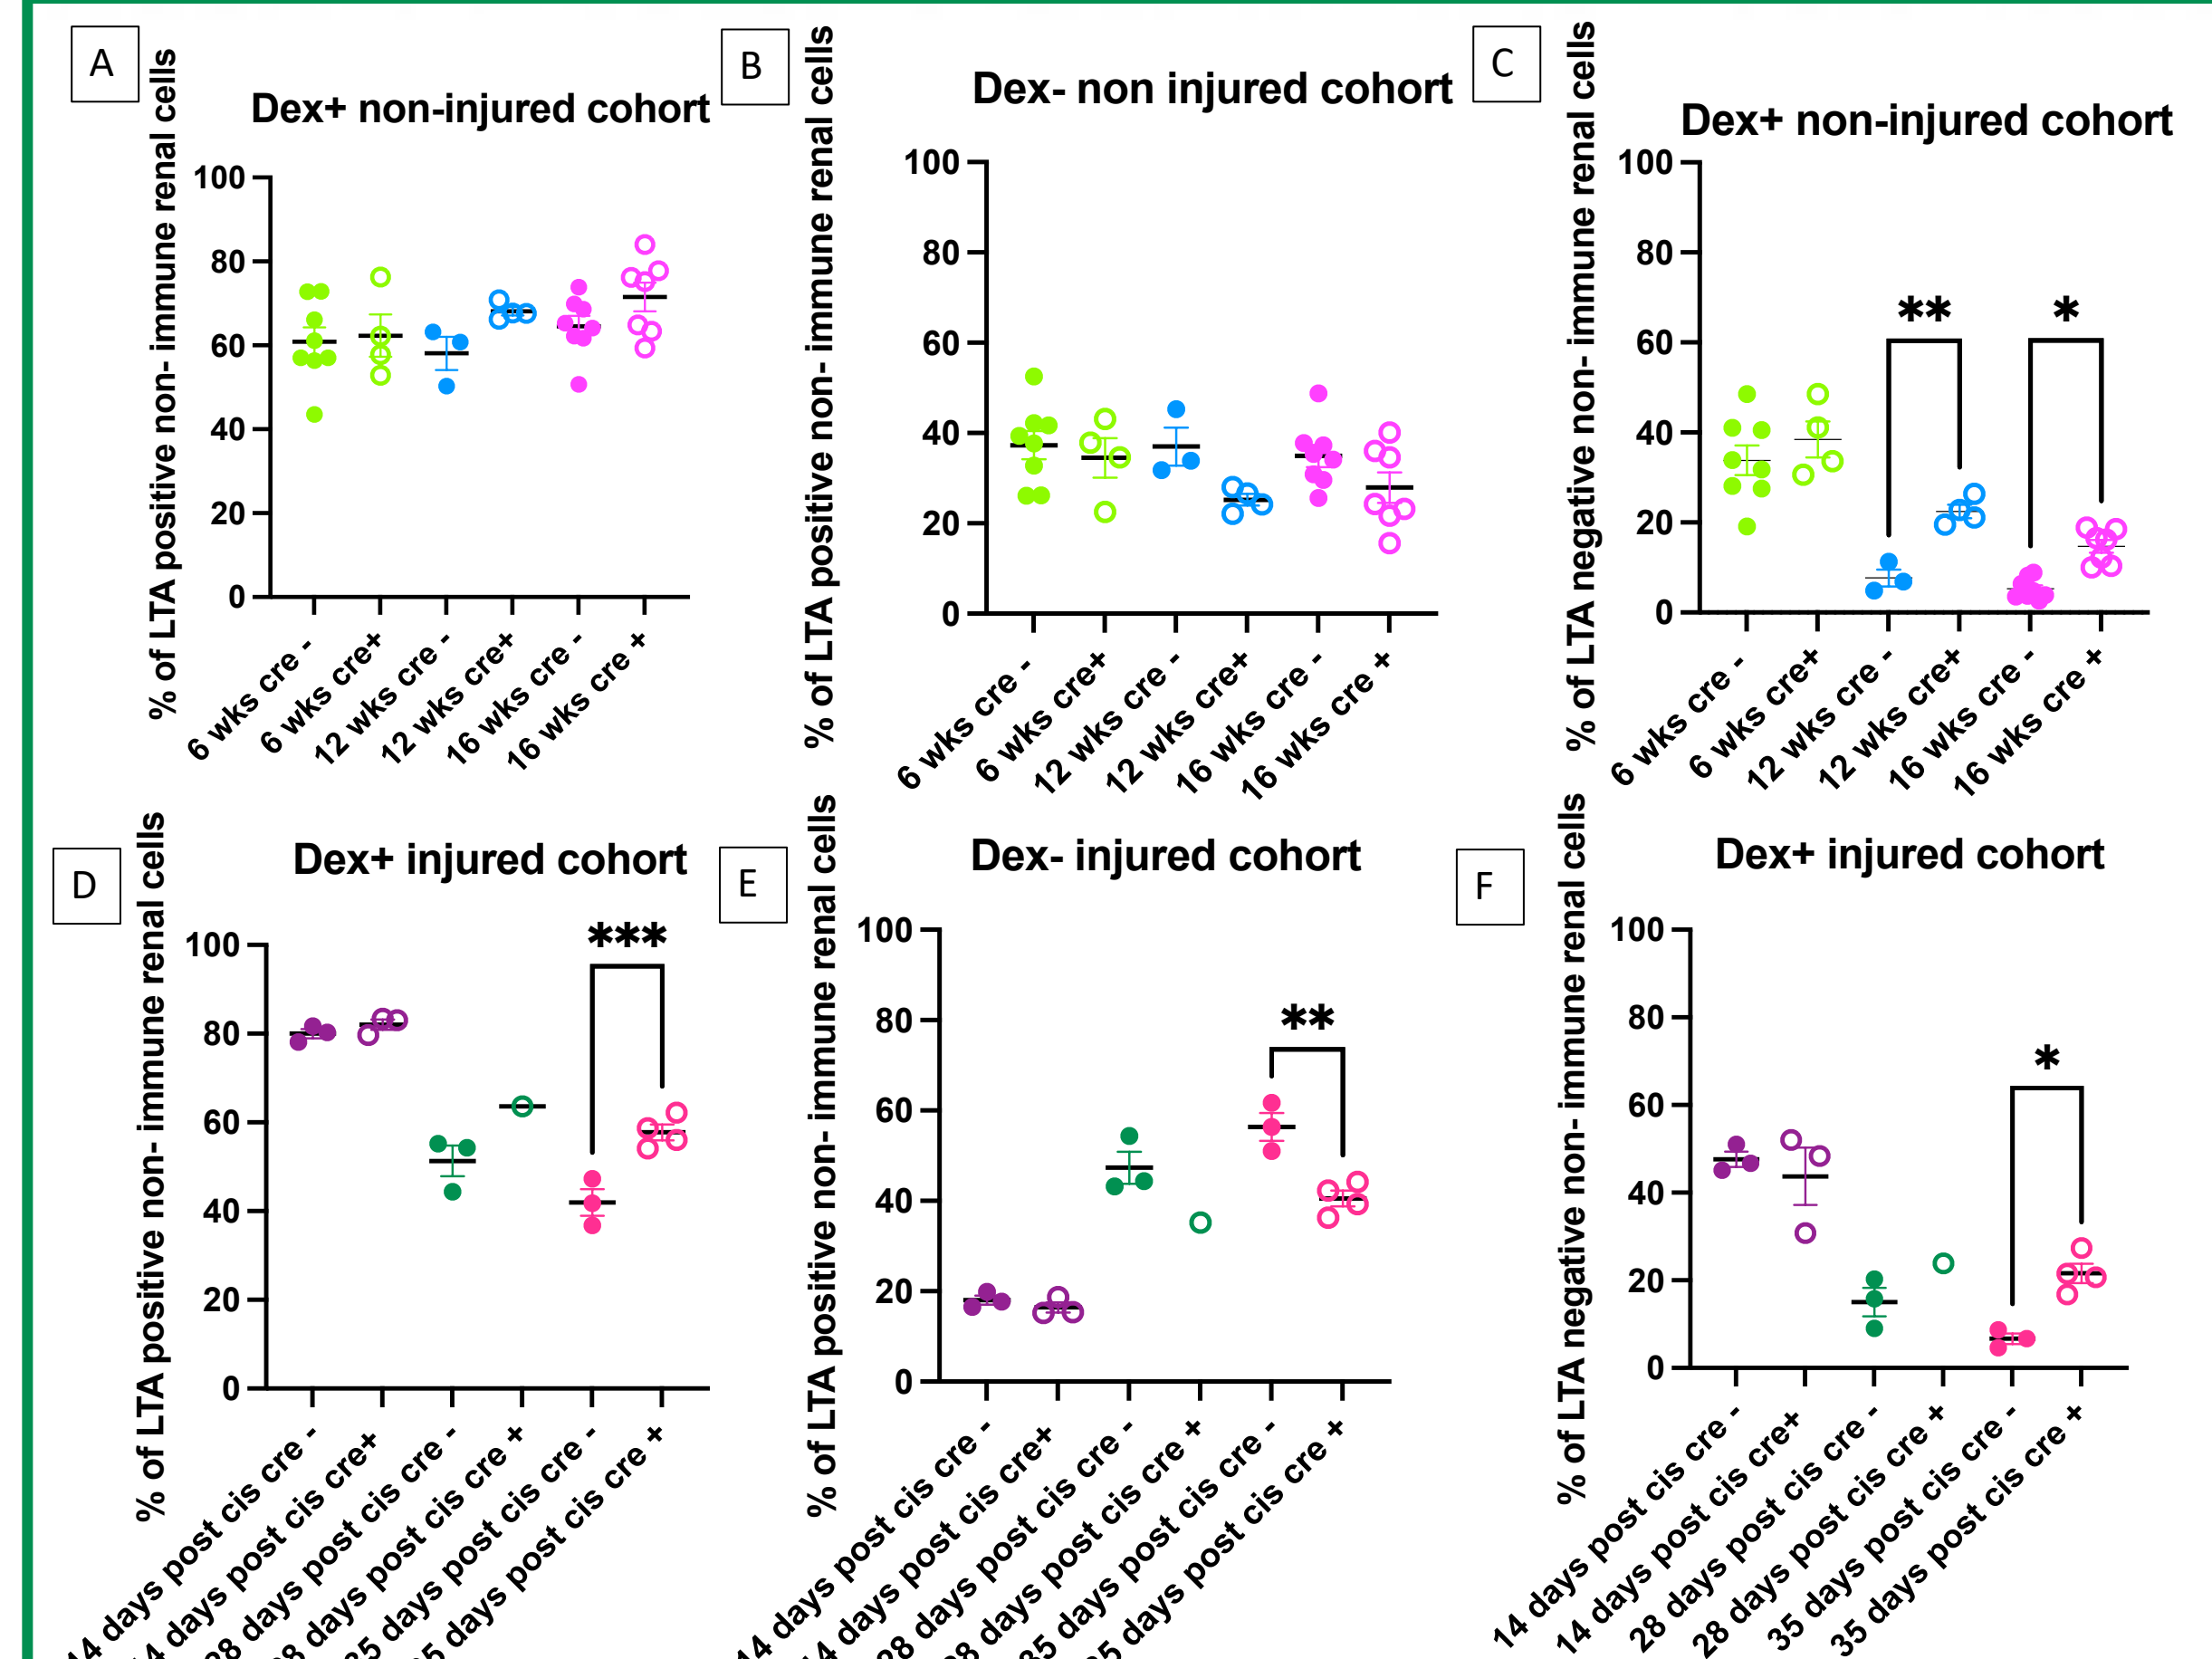 A
% of LTA positive non- immune renal cells
Dex+ non-injured cohort
100
80
60
40
20
0
6 wks cre -
6 wks cre+
12 wks cre -
12 wks cre+
16 wks cre -
16 wks cre +
B
% of LTA positive non- immune renal cells
Dex- non injured cohort
100
80
60
40
20
0
6 wks cre -
6 wks cre+
12 wks cre -
12 wks cre+
16 wks cre -
16 wks cre +
C
% of LTA negative non- immune renal cells
Dex+ non-injured cohort
100
80
60
40
20
0
**
*
6 wks cre -
6 wks cre+
12 wks cre -
12 wks cre+
16 wks cre -
16 wks cre +
D
% of LTA positive non- immune renal cells
Dex+ injured cohort
100
80
60
40
20
0
***
14 days post cis cre -
14 days post cis cre+
28 days post cis cre -
28 days post cis cre +
35 days post cis cre -
35 days post cis cre +
E
% of LTA positive non- immune renal cells
Dex- injured cohort
100
80
60
40
20
0
**
14 days post cis cre -
14 days post cis cre+
28 days post cis cre -
28 days post cis cre +
35 days post cis cre -
35 days post cis cre +
F
% of LTA negative non- immune renal cells
Dex+ injured cohort
100
80
60
40
20
0
*
14 days post cis cre -
14 days post cis cre+
28 days post cis cre -
28 days post cis cre +
35 days post cis cre -
35 days post cis cre +